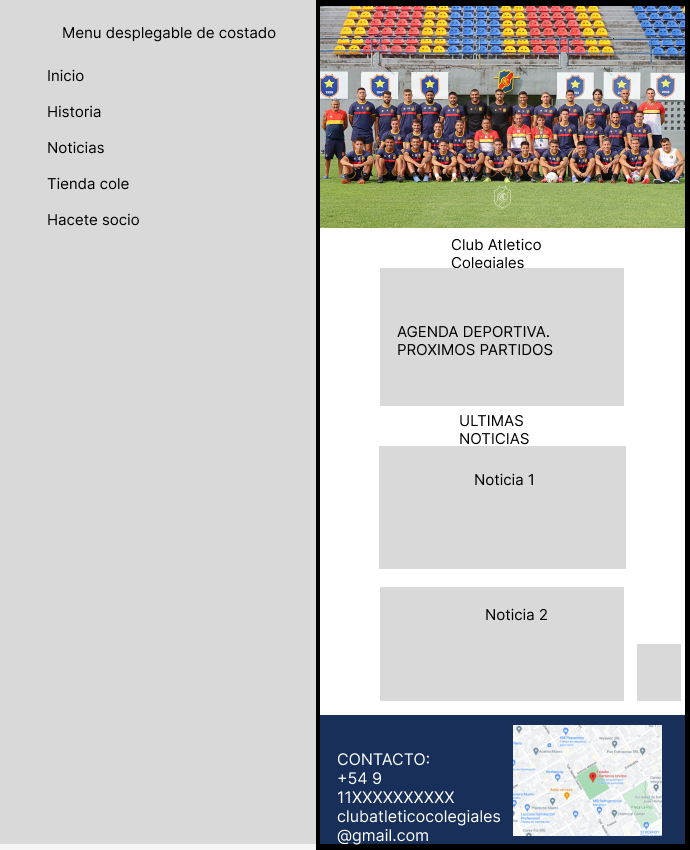 Menu desplegable de costado
Inicio
Historia
Noticias
Tienda cole
Hacete socio
Club Atletico
Colegiales
AGENDA DEPORTIVA.
PROXIMOS PARTIDOS
ULTIMAS
NOTICIAS
Noticia 1
Noticia 2
CONTACTO:
+54 9
11XXXXXXXXXX
clubatleticocolegiales
@gmail.com